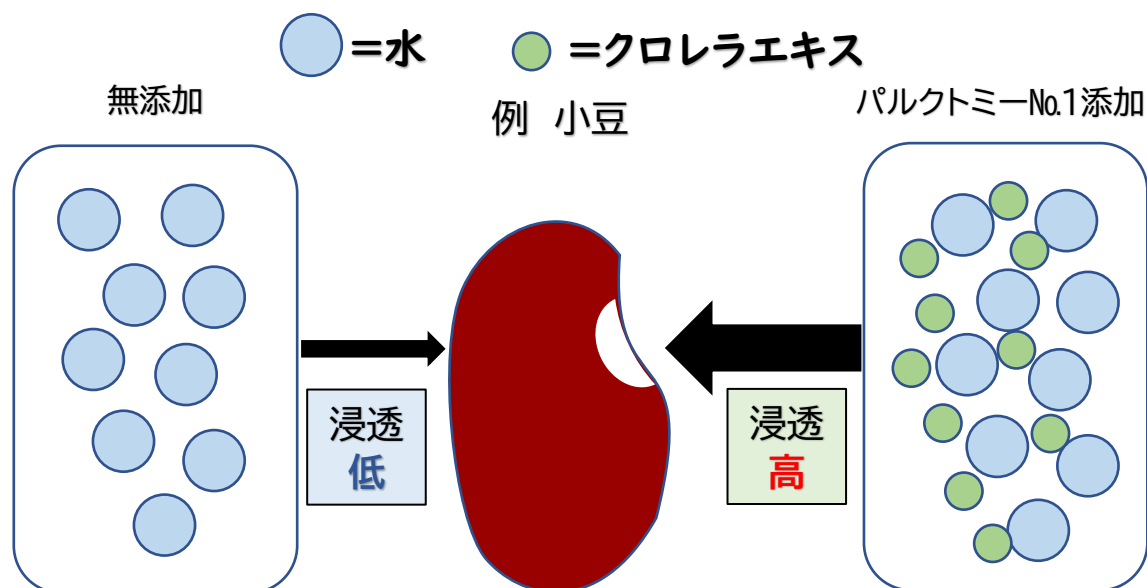 =水
=クロレラエキス
無添加
例 小豆
パルクトミー№1添加
浸透
低
浸透
高